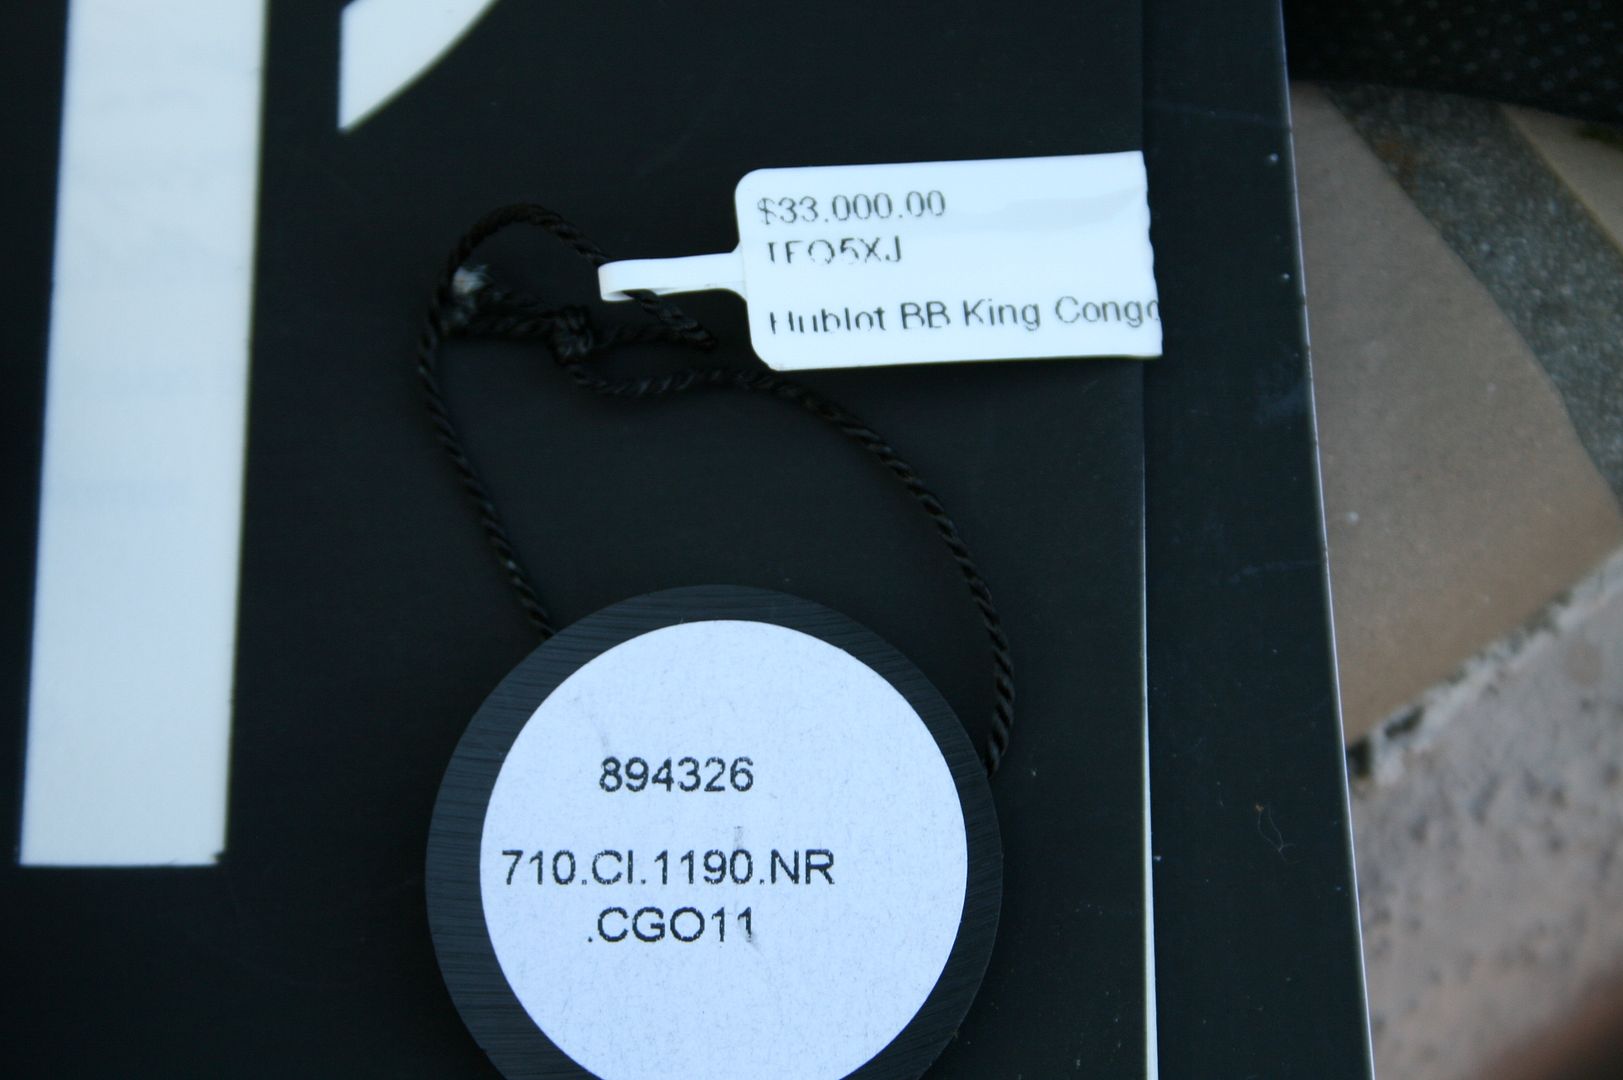 $33,000.00
Hublot BB King Congo
894326
710.CI.1190.NR
.CGO11